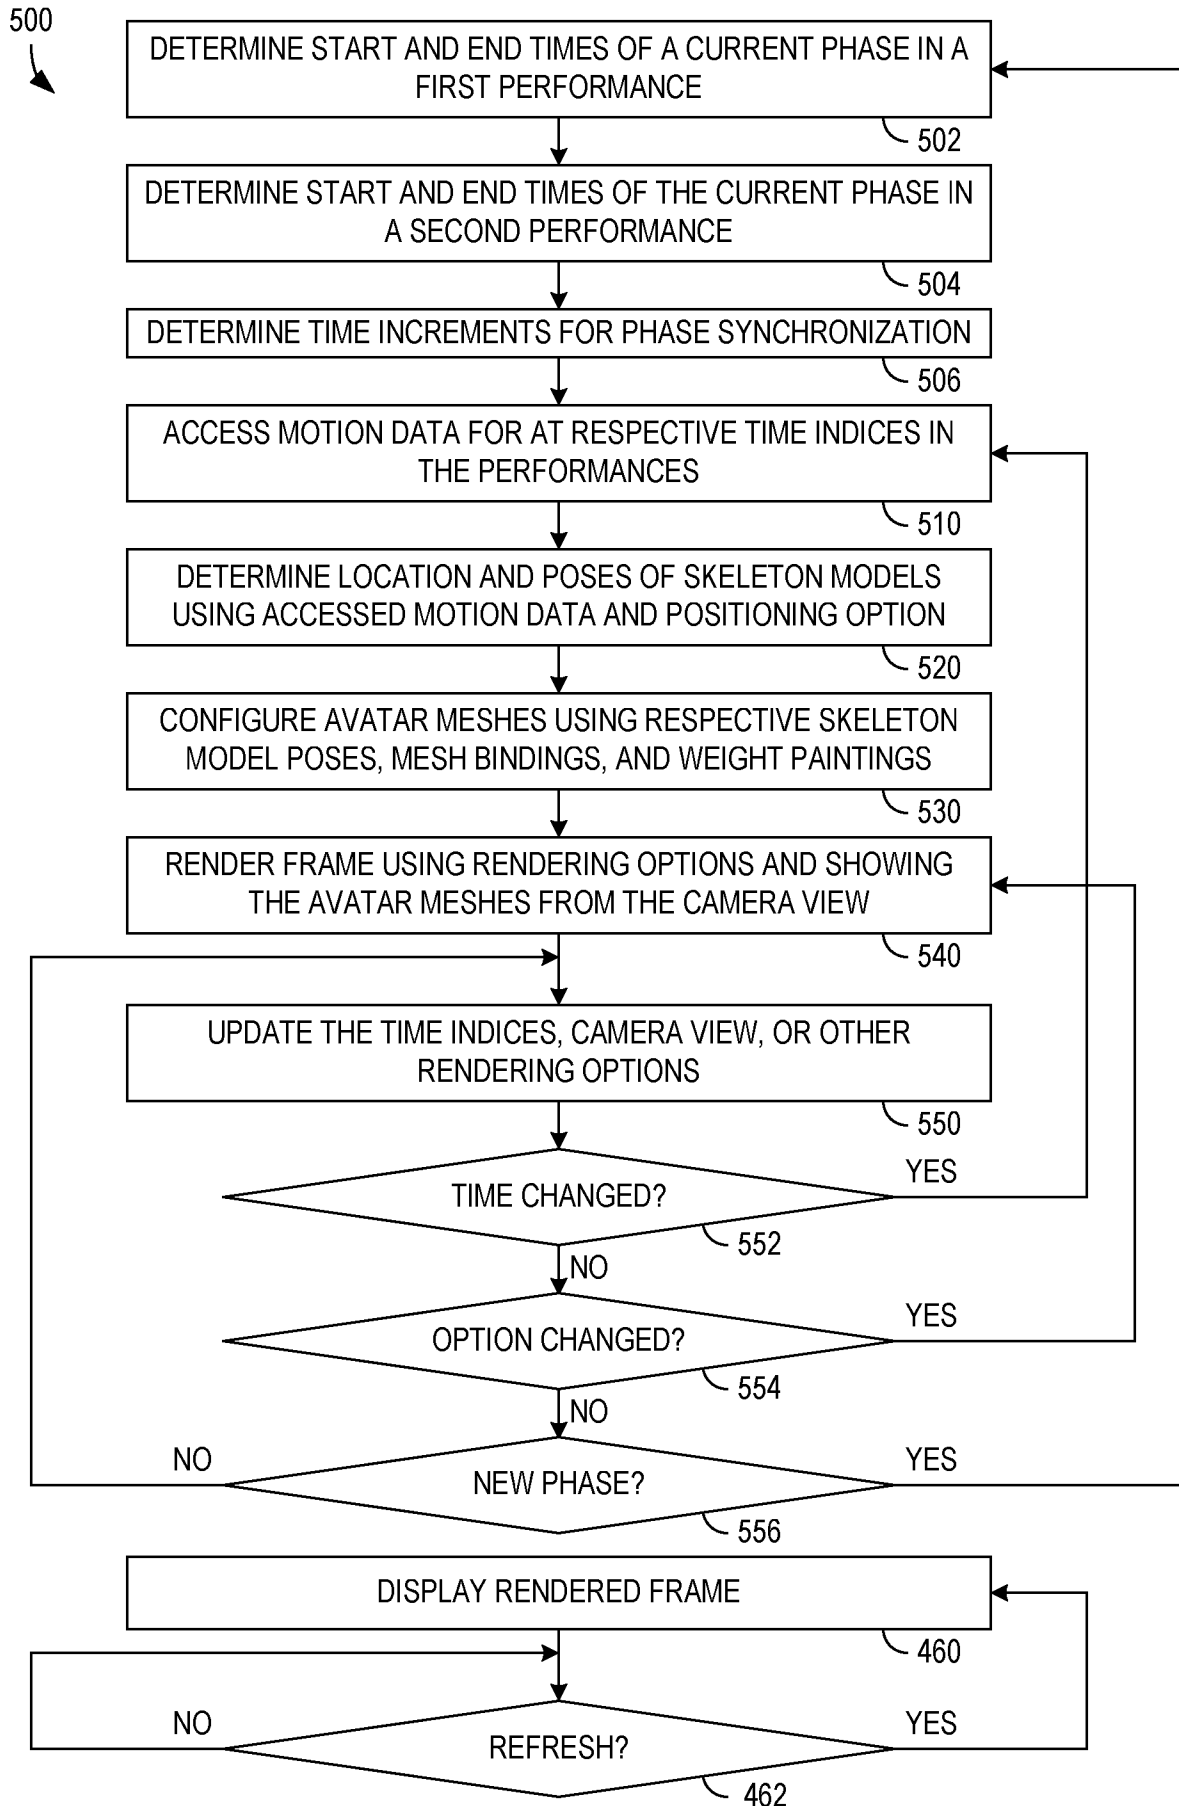 500
DETERMINE START AND END TIMES OF A CURRENT PHASE IN A
FIRST PERFORMANCE
502
DETERMINE START AND END TIMES OF THE CURRENT PHASE IN
A SECOND PERFORMANCE
504
DETERMINE TIME INCREMENTS FOR PHASE SYNCHRONIZATION
506
ACCESS MOTION DATA FOR AT RESPECTIVE TIME INDICES IN
THE PERFORMANCES
510
DETERMINE LOCATION AND POSES OF SKELETON MODELS
USING ACCESSED MOTION DATA AND POSITIONING OPTION
520
CONFIGURE AVATAR MESHES USING RESPECTIVE SKELETON
MODEL POSES, MESH BINDINGS, AND WEIGHT PAINTINGS
530
RENDER FRAME USING RENDERING OPTIONS AND SHOWING
THE AVATAR MESHES FROM THE CAMERA VIEW
540
UPDATE THE TIME INDICES, CAMERA VIEW, OR OTHER
RENDERING OPTIONS
550
TIME CHANGED?
YES
552
NO
OPTION CHANGED?
YES
554
NO
NO
NEW PHASE?
YES
556
DISPLAY RENDERED FRAME
460
NO
REFRESH?
YES
462